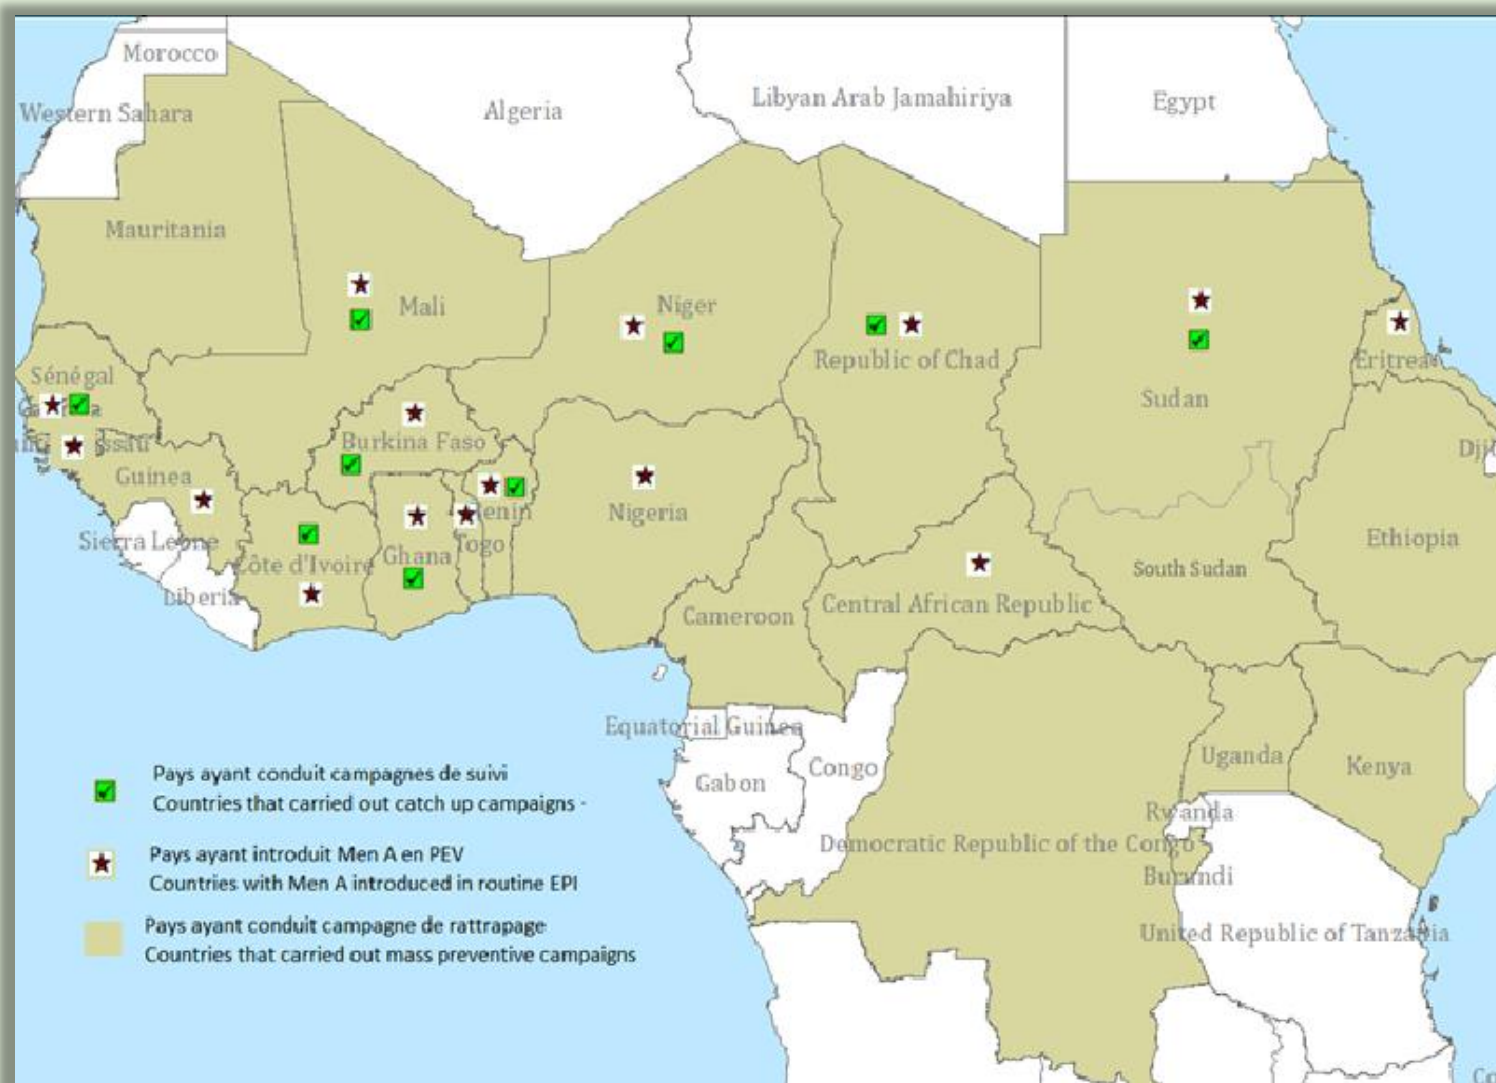 Morocco
Western Sahara
Algeria
Libyan Arab Jamahiriya
Egypt
Mauritania
Mali
Niger
Republic of Chad
Sudan
Eritrea
Sénégal
Burkina Faso
Guinea
Benin
Nigeria
Ethiopia
Sierra Leone
Côte d'Ivoire
Ghana
Togo
Liberia
Cameroon
Central African Republic
South Sudan
Equatorial Guinea
Gabon
Congo
Uganda
Kenya
Rwanda
Democratic Republic of the Congo
Burundi
United Republic of Tanzania
Pays ayant conduit campagnes de suivi
Countries that carried out catch up campaigns -
Pays ayant introduit Men A en PEV
Countries with Men A introduced in routine EPI
Pays ayant conduit campagne de rattrapage
Countries that carried out mass preventive campaigns